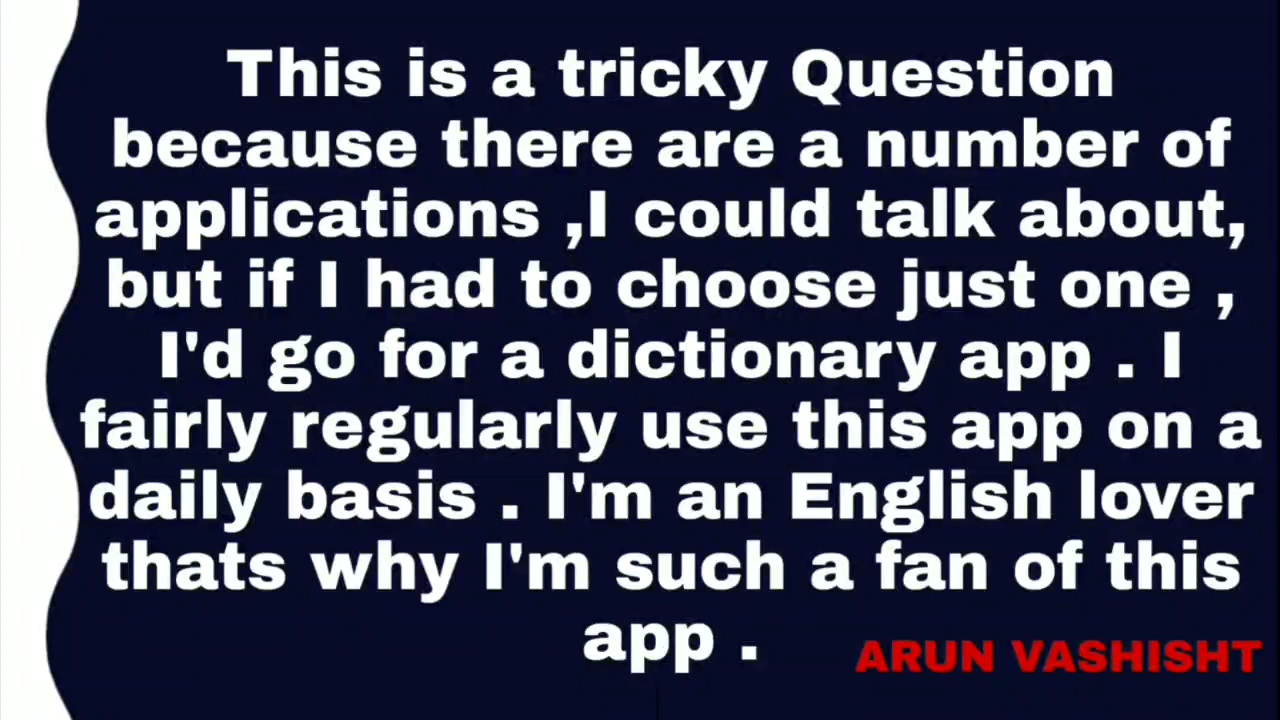 This is a tricky Question
because there are a number of
applications ,I could talk about,
but if I had to choose just one ,
I'd go for a dictionary app . I
fairly regularly use this app on a
daily basis . I'm an English lover
thats why I'm such a fan of this
app .
ARUN VASHISHT